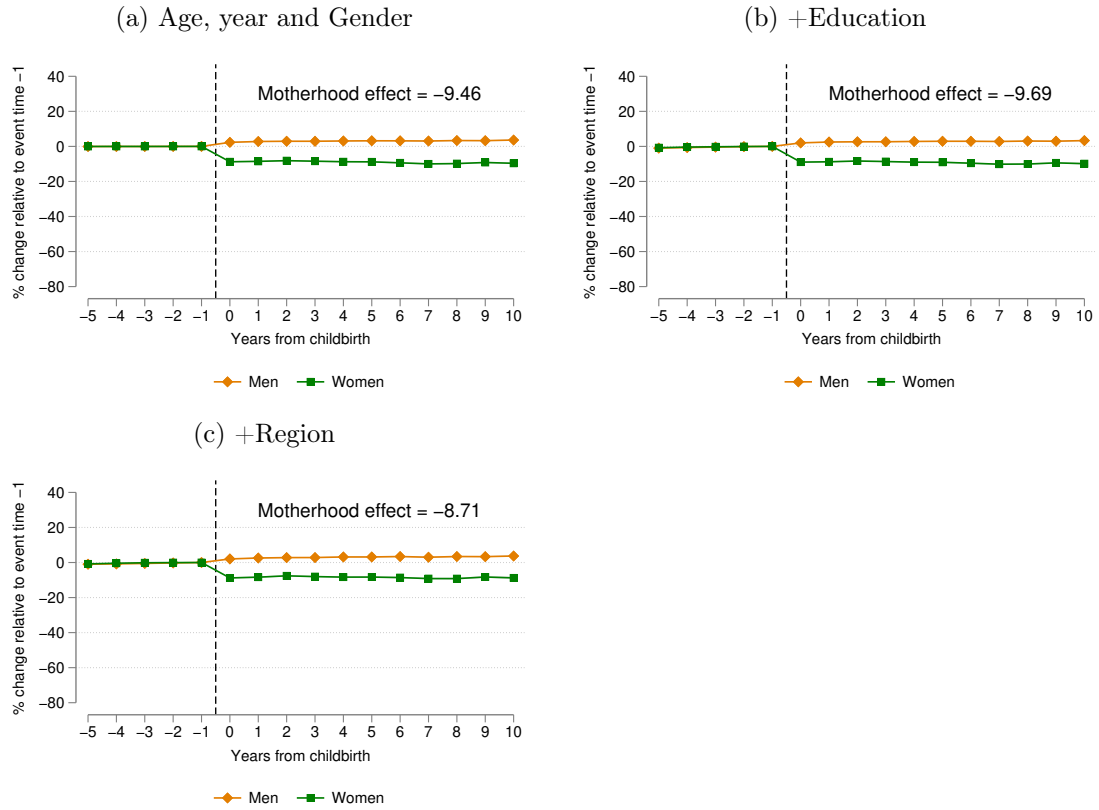 (a) Age, year and Gender
% change relative to event time −1
40
20
0
−20
−40
−60
−80
Motherhood effect = −9.46
−5 −4 −3 −2 −1 0 1 2 3 4 5 6 7 8 9 10
Years from childbirth
Men Women
(b) +Education
% change relative to event time −1
40
20
0
−20
−40
−60
−80
Motherhood effect = −9.69
−5 −4 −3 −2 −1 0 1 2 3 4 5 6 7 8 9 10
Years from childbirth
Men Women
(c) +Region
% change relative to event time −1
40
20
0
−20
−40
−60
−80
Motherhood effect = −8.71
−5 −4 −3 −2 −1 0 1 2 3 4 5 6 7 8 9 10
Years from childbirth
Men Women